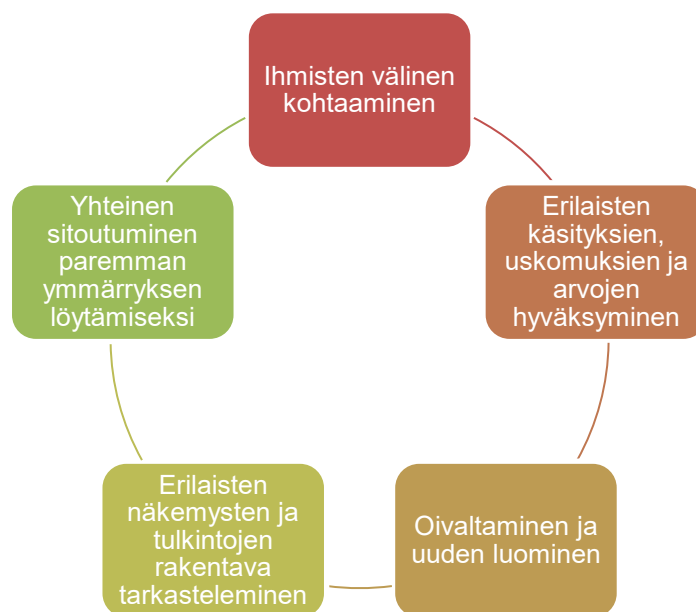 Ihmisten välinen
kohtaaminen
Erilaisten
käsityksien,
uskomuksien ja
arvojen
hyväksyminen
Oivaltaminen ja
uuden luominen
Erilaisten
näkemysten ja
tulkintojen
rakentava
tarkasteleminen
Yhteinen
sitoutuminen
paremman
ymmärryksen
löytämiseksi